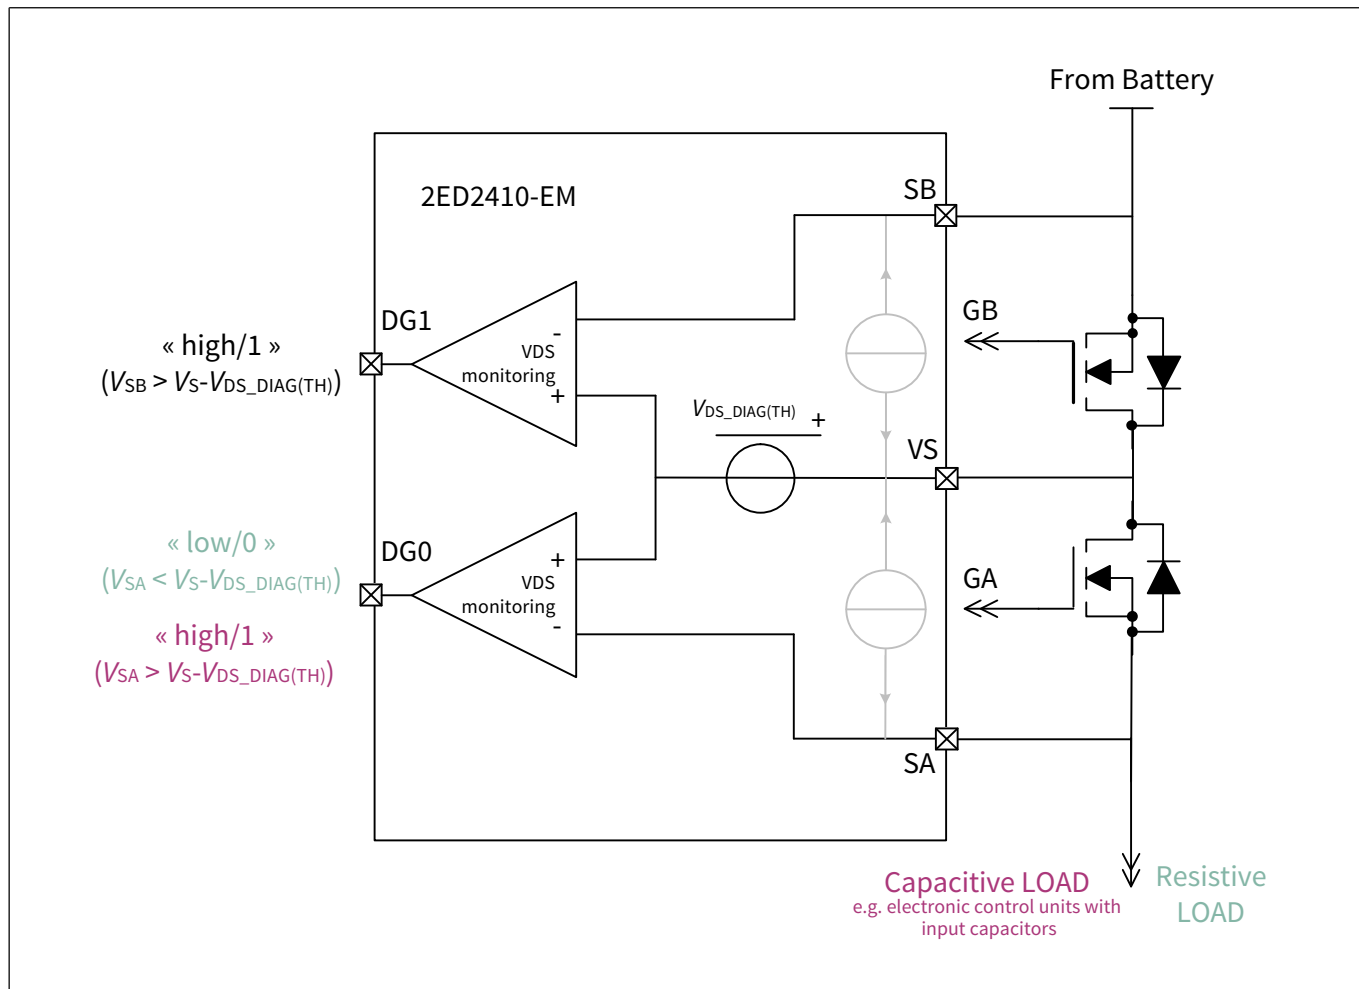 From Battery
2ED2410-EM
SB
GB
DG1
-
VDS
monitoring
+
« high/1 »
(VSB > VS-VDS_DIAG(TH))
VDS_DIAG(TH)
+
VS
« low/0 »
(VSA < VS-VDS_DIAG(TH))
DG0
+
VDS
monitoring
-
GA
« high/1 »
(VSA > VS-VDS_DIAG(TH))
SA
Capacitive LOAD
e.g. electronic control units with
input capacitors
Resistive
LOAD